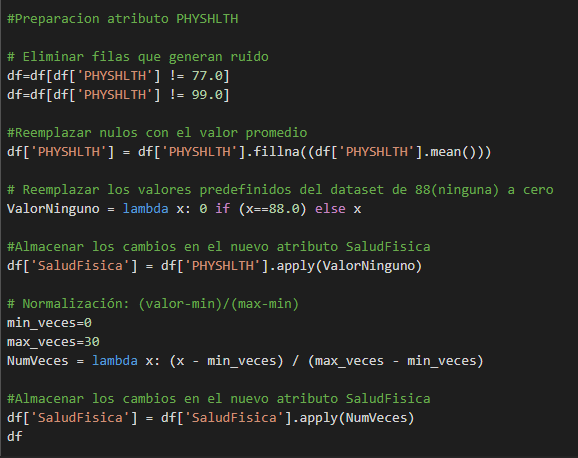 #Preparacion atributo PHYSHLTH
# Eliminar filas que generan ruido
df=df[df['PHYSHLTH'] != 77.0]
df=df[df['PHYSHLTH'] != 99.0]
#Reemplazar nulos con el valor promedio
df['PHYSHLTH'] = df['PHYSHLTH'].fillna((df['PHYSHLTH'].mean()))
# Reemplazar los valores predefinidos del dataset de 88(ninguna) a cero
ValorNinguno = lambda x: 0 if (x==88.0) else x
#Almacenar los cambios en el nuevo atributo SaludFisica
df['SaludFisica'] = df['PHYSHLTH'].apply(ValorNinguno)
# Normalización: (valor-min)/(max-min)
min_veces=0
max_veces=30
NumVeces = lambda x: (x - min_veces) / (max_veces - min_veces)
#Almacenar los cambios en el nuevo atributo SaludFisica
df['SaludFisica'] = df['SaludFisica'].apply(NumVeces)
df